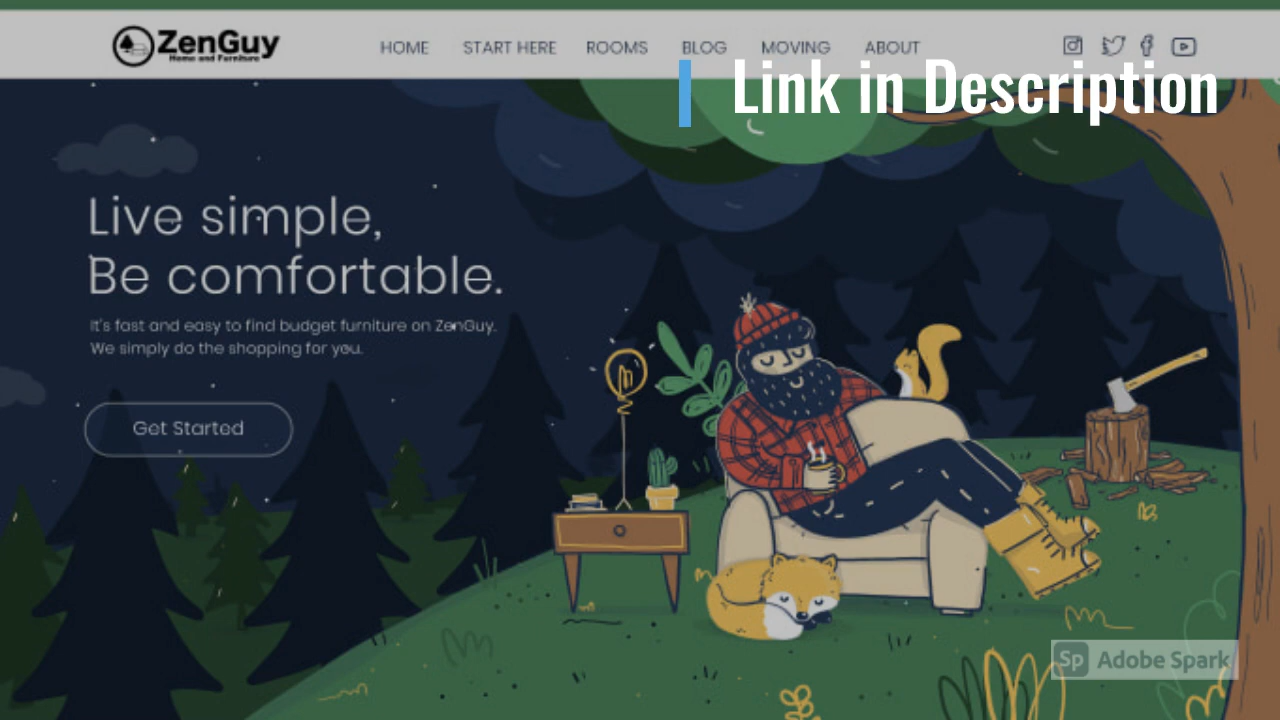 ZenGuy
Home and Furniture
HOME START HERE ROOMS BLOG MOVING ABOUT
Link in Description
Live simple,
Be comfortable.
It's fast and easy to find budget furniture on ZenGuy.
We simply do the shopping for you.
Get Started
Sp Adobe Spark